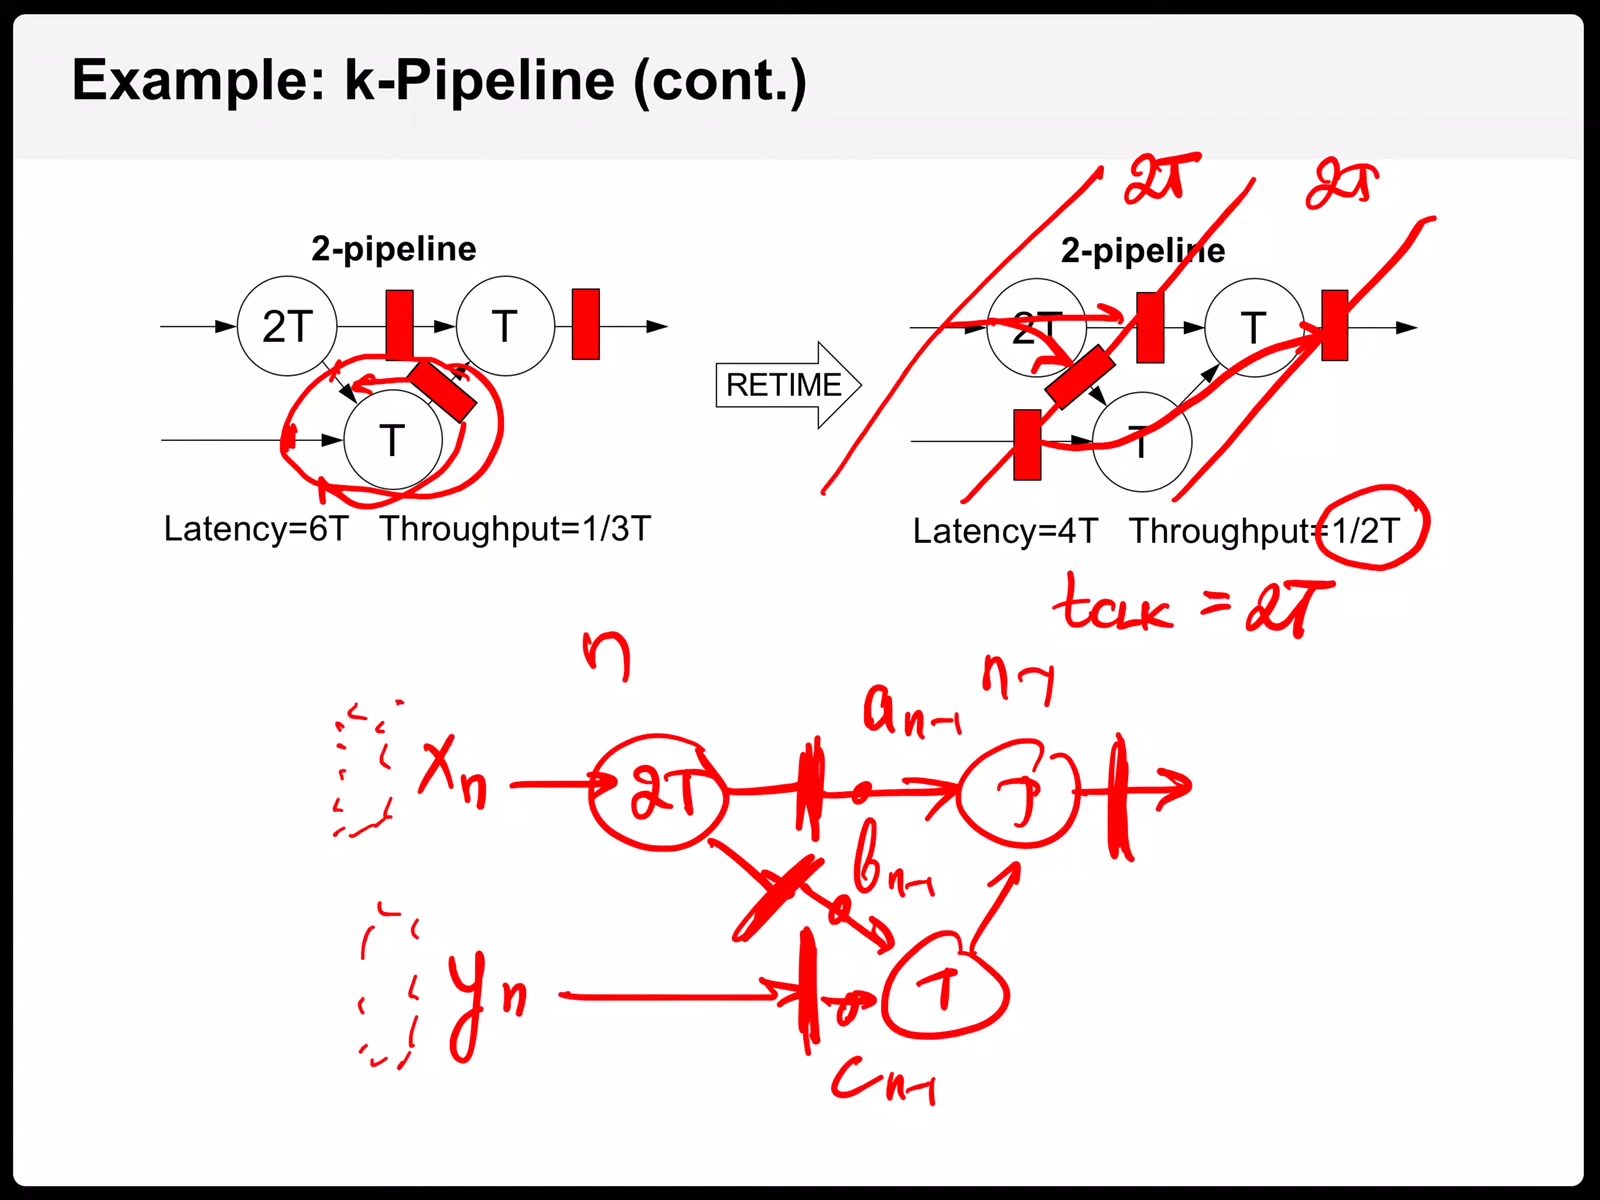 Example: k-Pipeline (cont.)
2T 2T
2-pipeline 2-pipeline
2T T 2T T
RETIME
T T
Latency=6T Throughput=1/3T Latency=4T Throughput=1/2T
tCLK = 2T
n n-1
an-1
xn 2T T
bn-1
yn T
cn-1